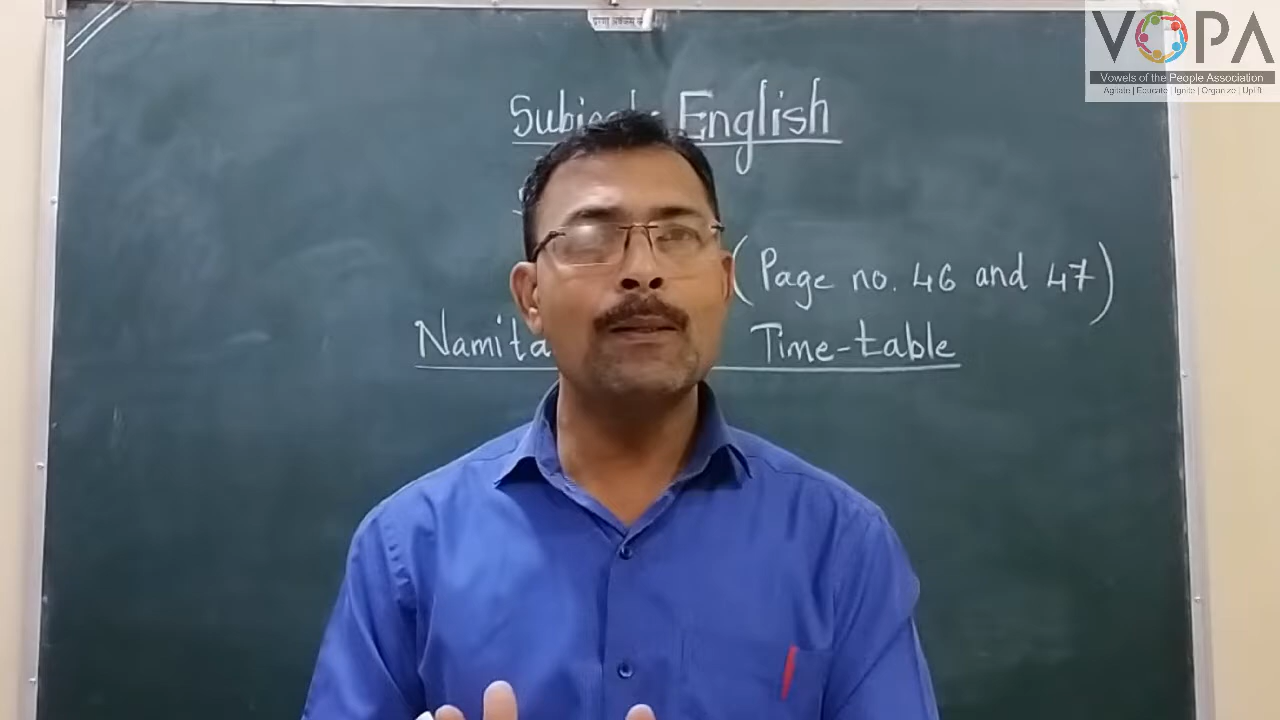 VOPA
Vowels of the People Association
Agitate | Educate | Ignite | Organize | Uplift
Subject: English
(Page no. 46 and 47)
Namita Time-table